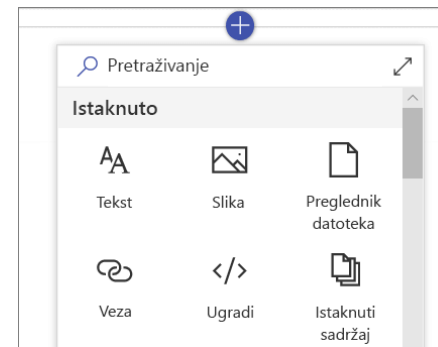 Pretraživanje
Istaknuto
Tekst
Slika
Preglednik
datoteka
Veza
Ugradi
Istaknuti
sadržaj